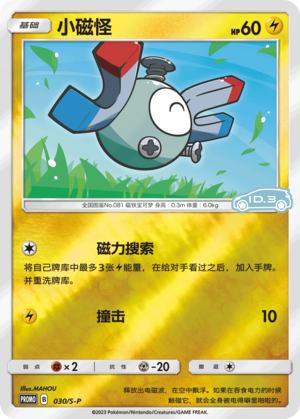 基础 小磁怪 HP60
ID.3
全国图鉴No.081 磁铁宝可梦 身高:0.3m 体重:6.0kg
磁力搜索
将自己牌库中最多3张能量,在给对手看过之后,加入手牌。
并重洗牌库。
撞击 10
弱点 ×2 抗性 -20 撤退
illus.MAHOU
PROMO B 030/S-P
释放出电磁波,在空中飘浮。如果在吞食电力的时候
触碰它,就会全身被电得噼里啪啦的。
©2023 Pokémon/Nintendo/Creatures/GAME FREAK.